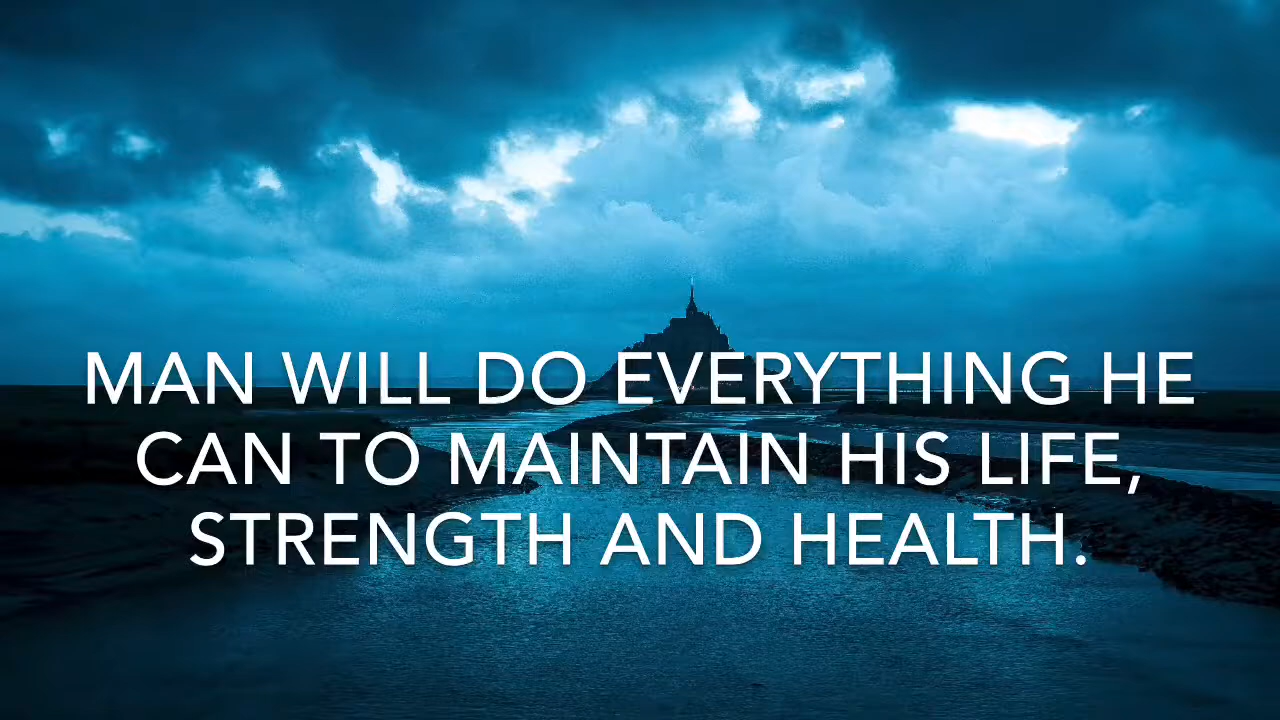 MAN WILL DO EVERYTHING HE
CAN TO MAINTAIN HIS LIFE,
STRENGTH AND HEALTH.